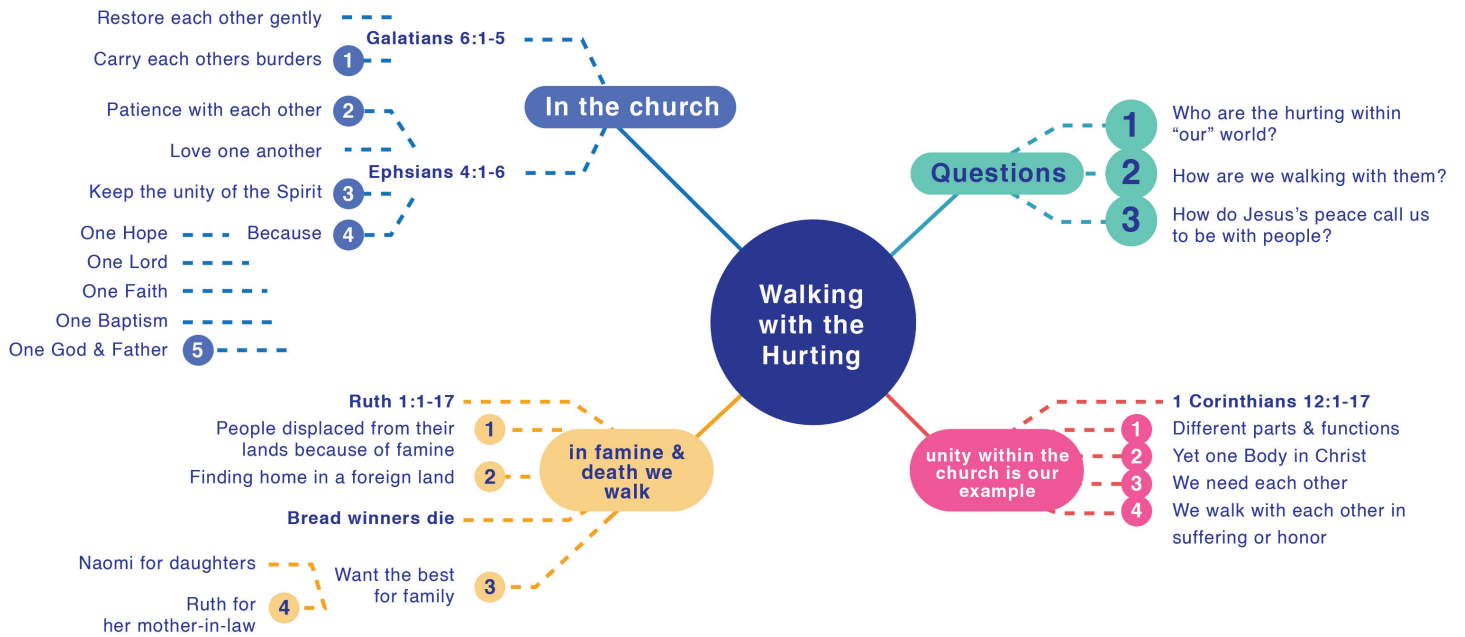 Walking
with the
Hurting
In the church
Galatians 6:1-5
Restore each other gently
Carry each others burders
1
Ephsians 4:1-6
Patience with each other
2
Love one another
Keep the unity of the Spirit
3
Because
4
One Hope
One Lord
One Faith
One Baptism
One God & Father
5
Questions
1
Who are the hurting within
“our” world?
2
How are we walking with them?
3
How do Jesus’s peace call us
to be with people?
in famine &
death we
walk
Ruth 1:1-17
People displaced from their
lands because of famine
1
Finding home in a foreign land
2
Bread winners die
Want the best
for family
3
Naomi for daughters
Ruth for
her mother-in-law
4
unity within the
church is our
example
1 Corinthians 12:1-17
1
Different parts & functions
2
Yet one Body in Christ
3
We need each other
4
We walk with each other in
suffering or honor